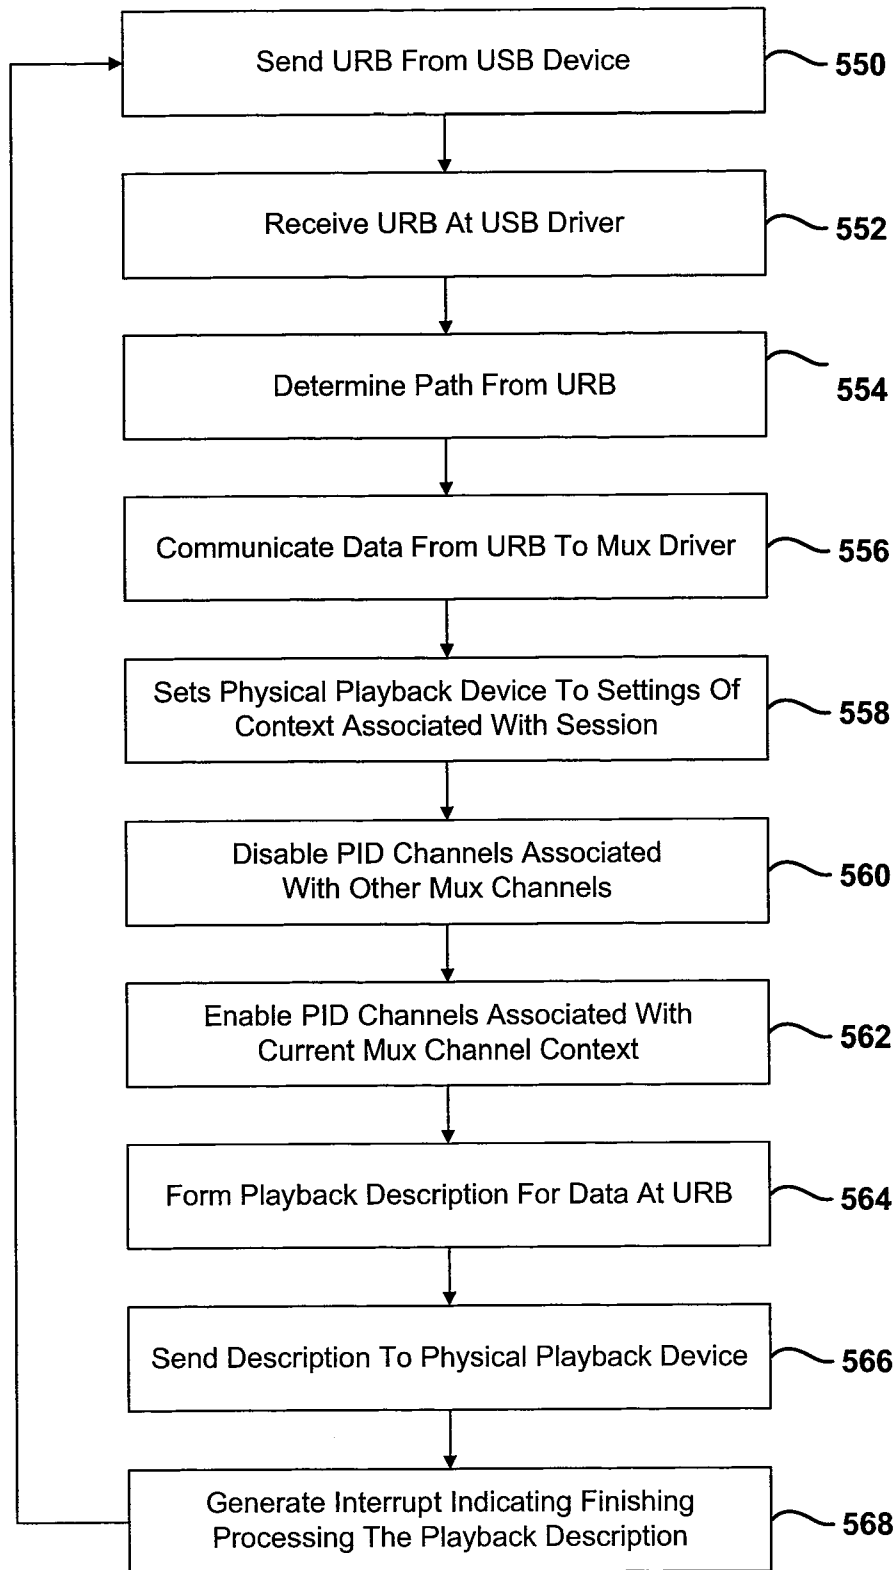 Send URB From USB Device
550
Receive URB At USB Driver
552
Determine Path From URB
554
Communicate Data From URB To Mux Driver
556
Sets Physical Playback Device To Settings Of
Context Associated With Session
558
Disable PID Channels Associated
With Other Mux Channels
560
Enable PID Channels Associated With
Current Mux Channel Context
562
Form Playback Description For Data At URB
564
Send Description To Physical Playback Device
566
Generate Interrupt Indicating Finishing
Processing The Playback Description
568